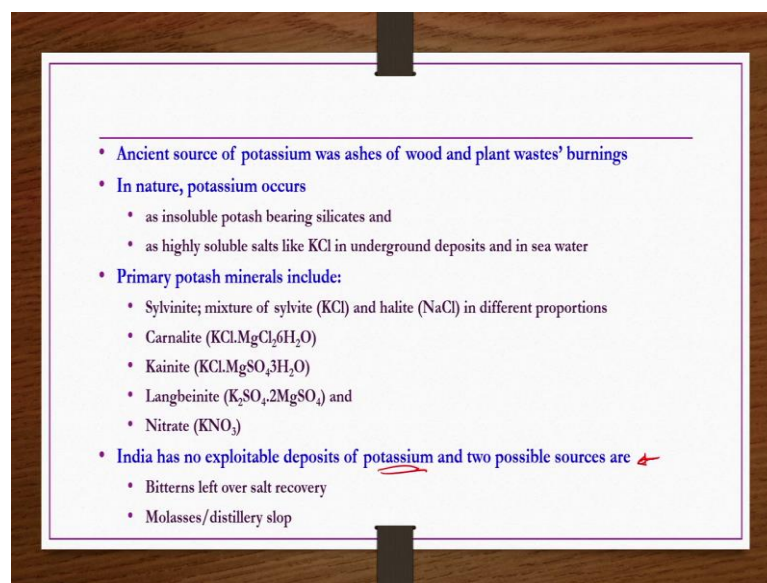 • Ancient source of potassium was ashes of wood and plant wastes' burnings
• In nature, potassium occurs
• as insoluble potash bearing silicates and
• as highly soluble salts like KCl in underground deposits and in sea water
• Primary potash minerals include:
• Sylvinite; mixture of sylvite (KCl) and halite (NaCl) in different proportions
• Carnalite (KCl.MgCl₂6H₂O)
• Kainite (KCl.MgSO₄3H₂O)
• Langbeinite (K₂SO₄.2MgSO₄) and
• Nitrate (KNO₃)
• India has no exploitable deposits of potassium and two possible sources are
• Bitterns left over salt recovery
• Molasses/distillery slop